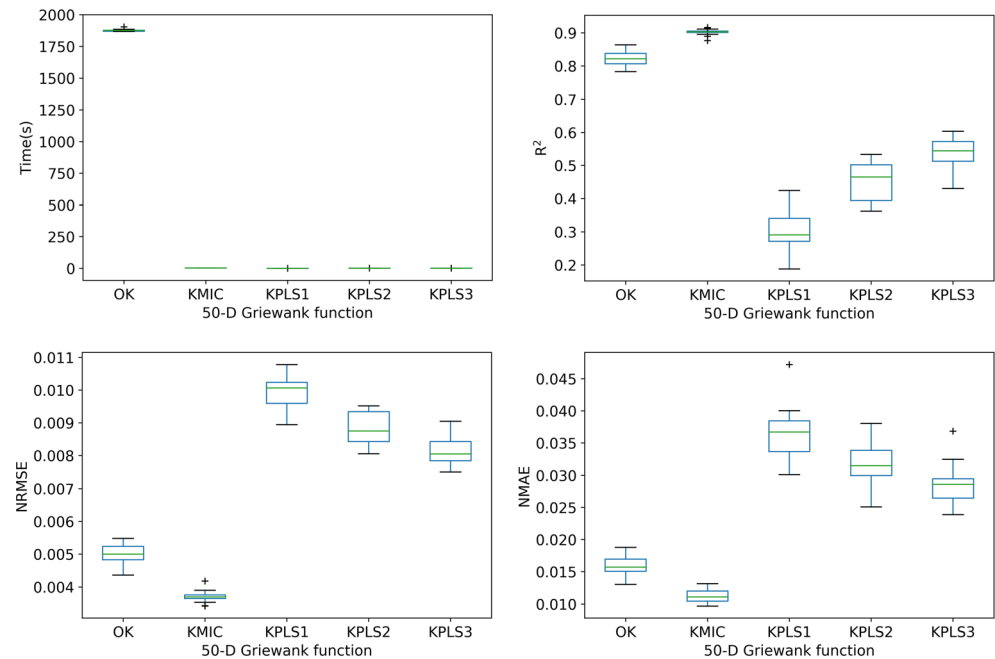 2000
1750
1500
1250
1000
750
500
250
0
Time(s)
OK KMIC KPLS1 KPLS2 KPLS3
50-D Griewank function
0.9
0.8
0.7
0.6
0.5
0.4
0.3
0.2
R²
OK KMIC KPLS1 KPLS2 KPLS3
50-D Griewank function
0.011
0.010
0.009
0.008
0.007
0.006
0.005
0.004
NRMSE
OK KMIC KPLS1 KPLS2 KPLS3
50-D Griewank function
0.045
0.040
0.035
0.030
0.025
0.020
0.015
0.010
NMAE
OK KMIC KPLS1 KPLS2 KPLS3
50-D Griewank function